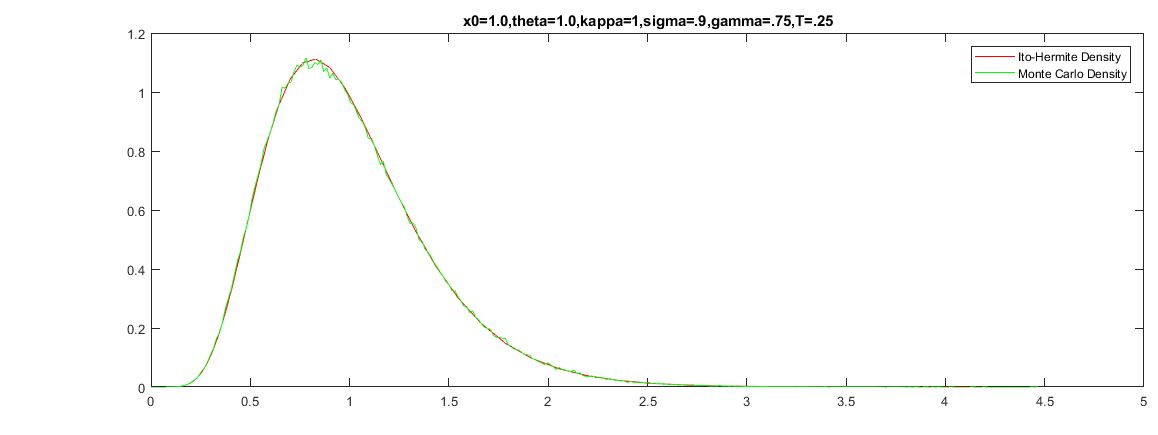 x0=1.0,theta=1.0,kappa=1,sigma=.9,gamma=.75,T=.25
Ito-Hermite Density
Monte Carlo Density
1.2
1
0.8
0.6
0.4
0.2
0
0 0.5 1 1.5 2 2.5 3 3.5 4 4.5 5